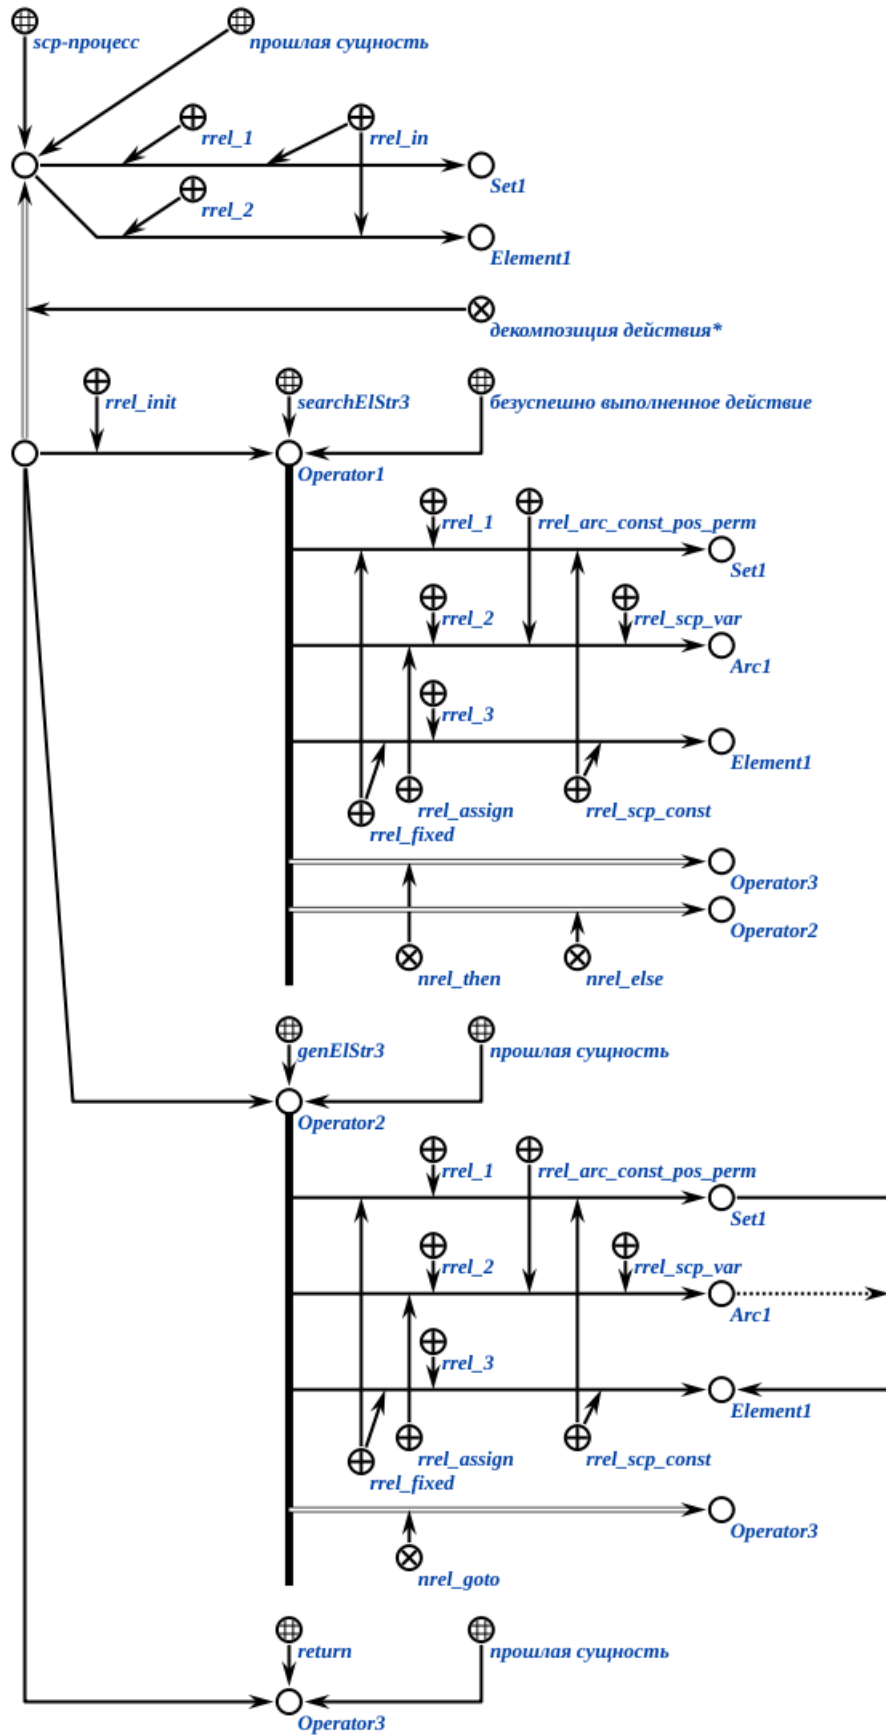 scp-процесс
прошлая сущность
rrel_1
rrel_in
Set1
rrel_2
Element1
декомпозиция действия*
rrel_init
searchElStr3
безуспешно выполненное действие
Operator1
rrel_1
rrel_arc_const_pos_perm
Set1
rrel_2
rrel_scp_var
Arc1
rrel_3
Element1
rrel_assign
rrel_scp_const
rrel_fixed
Operator3
Operator2
nrel_then
nrel_else
genElStr3
прошлая сущность
Operator2
rrel_1
rrel_arc_const_pos_perm
Set1
rrel_2
rrel_scp_var
Arc1
rrel_3
Element1
rrel_assign
rrel_scp_const
rrel_fixed
Operator3
nrel_goto
return
прошлая сущность
Operator3